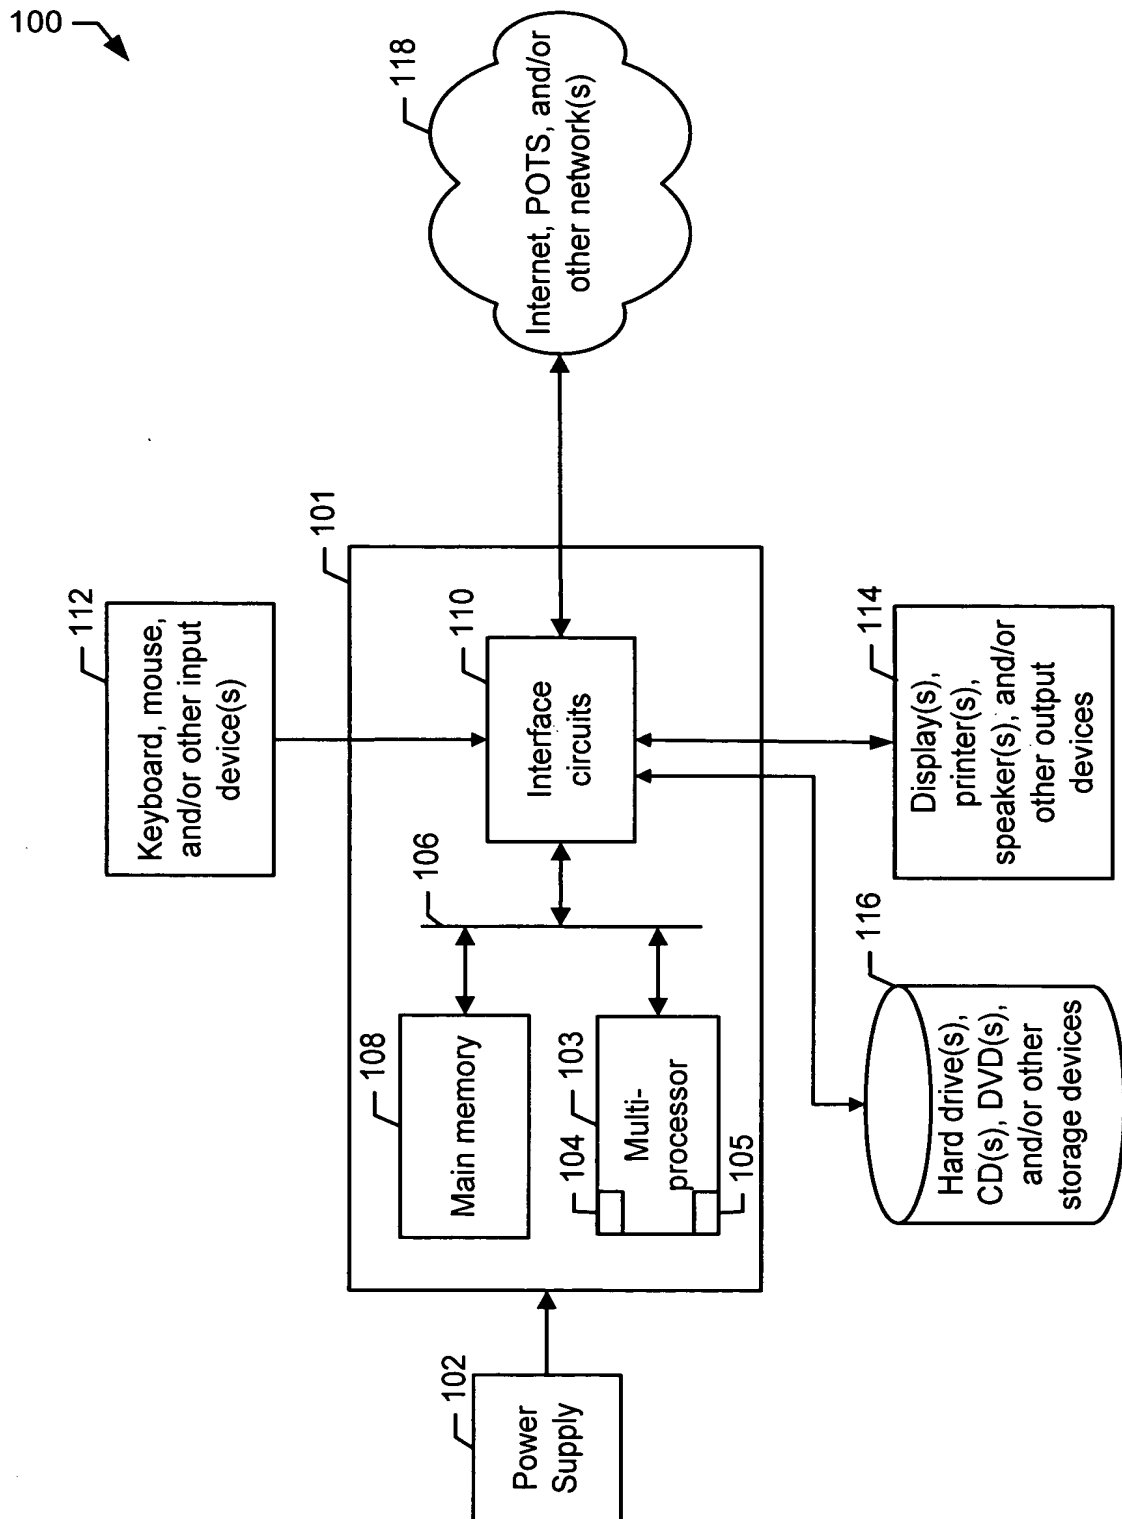 100
118
Internet, POTS, and/or
other network(s)
101
112
Keyboard, mouse,
and/or other input
device(s)
110
Interface
circuits
114
Display(s),
printer(s),
speaker(s), and/or
other output
devices
106
116
Hard drive(s),
CD(s), DVD(s),
and/or other
storage devices
108
Main memory
103
104
Multi-
processor
105
102
Power
Supply